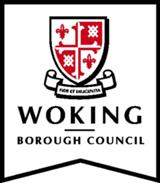 FIDE ET DILIGENTIA
WOKING
BOROUGH COUNCIL